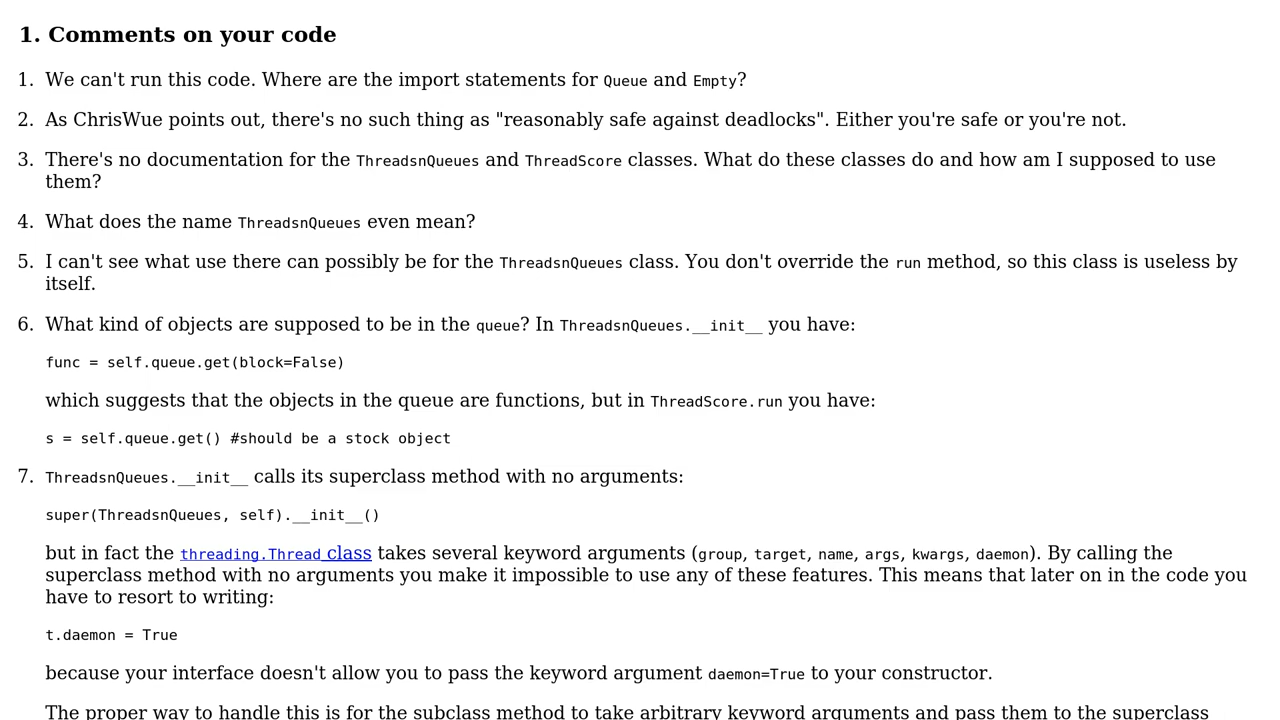 1. Comments on your code
1. We can't run this code. Where are the import statements for Queue and Empty?
2. As ChrisWue points out, there's no such thing as "reasonably safe against deadlocks". Either you're safe or you're not.
3. There's no documentation for the ThreadsnQueues and ThreadScore classes. What do these classes do and how am I supposed to use
them?
4. What does the name ThreadsnQueues even mean?
5. I can't see what use there can possibly be for the ThreadsnQueues class. You don't override the run method, so this class is useless by
itself.
6. What kind of objects are supposed to be in the queue? In ThreadsnQueues.__init__ you have:
func = self.queue.get(block=False)
which suggests that the objects in the queue are functions, but in ThreadScore.run you have:
s = self.queue.get() #should be a stock object
7. ThreadsnQueues.__init__ calls its superclass method with no arguments:
super(ThreadsnQueues, self).__init__()
but in fact the threading.Thread class takes several keyword arguments (group, target, name, args, kwargs, daemon). By calling the
superclass method with no arguments you make it impossible to use any of these features. This means that later on in the code you
have to resort to writing:
t.daemon = True
because your interface doesn't allow you to pass the keyword argument daemon=True to your constructor.
The proper way to handle this is for the subclass method to take arbitrary keyword arguments and pass them to the superclass